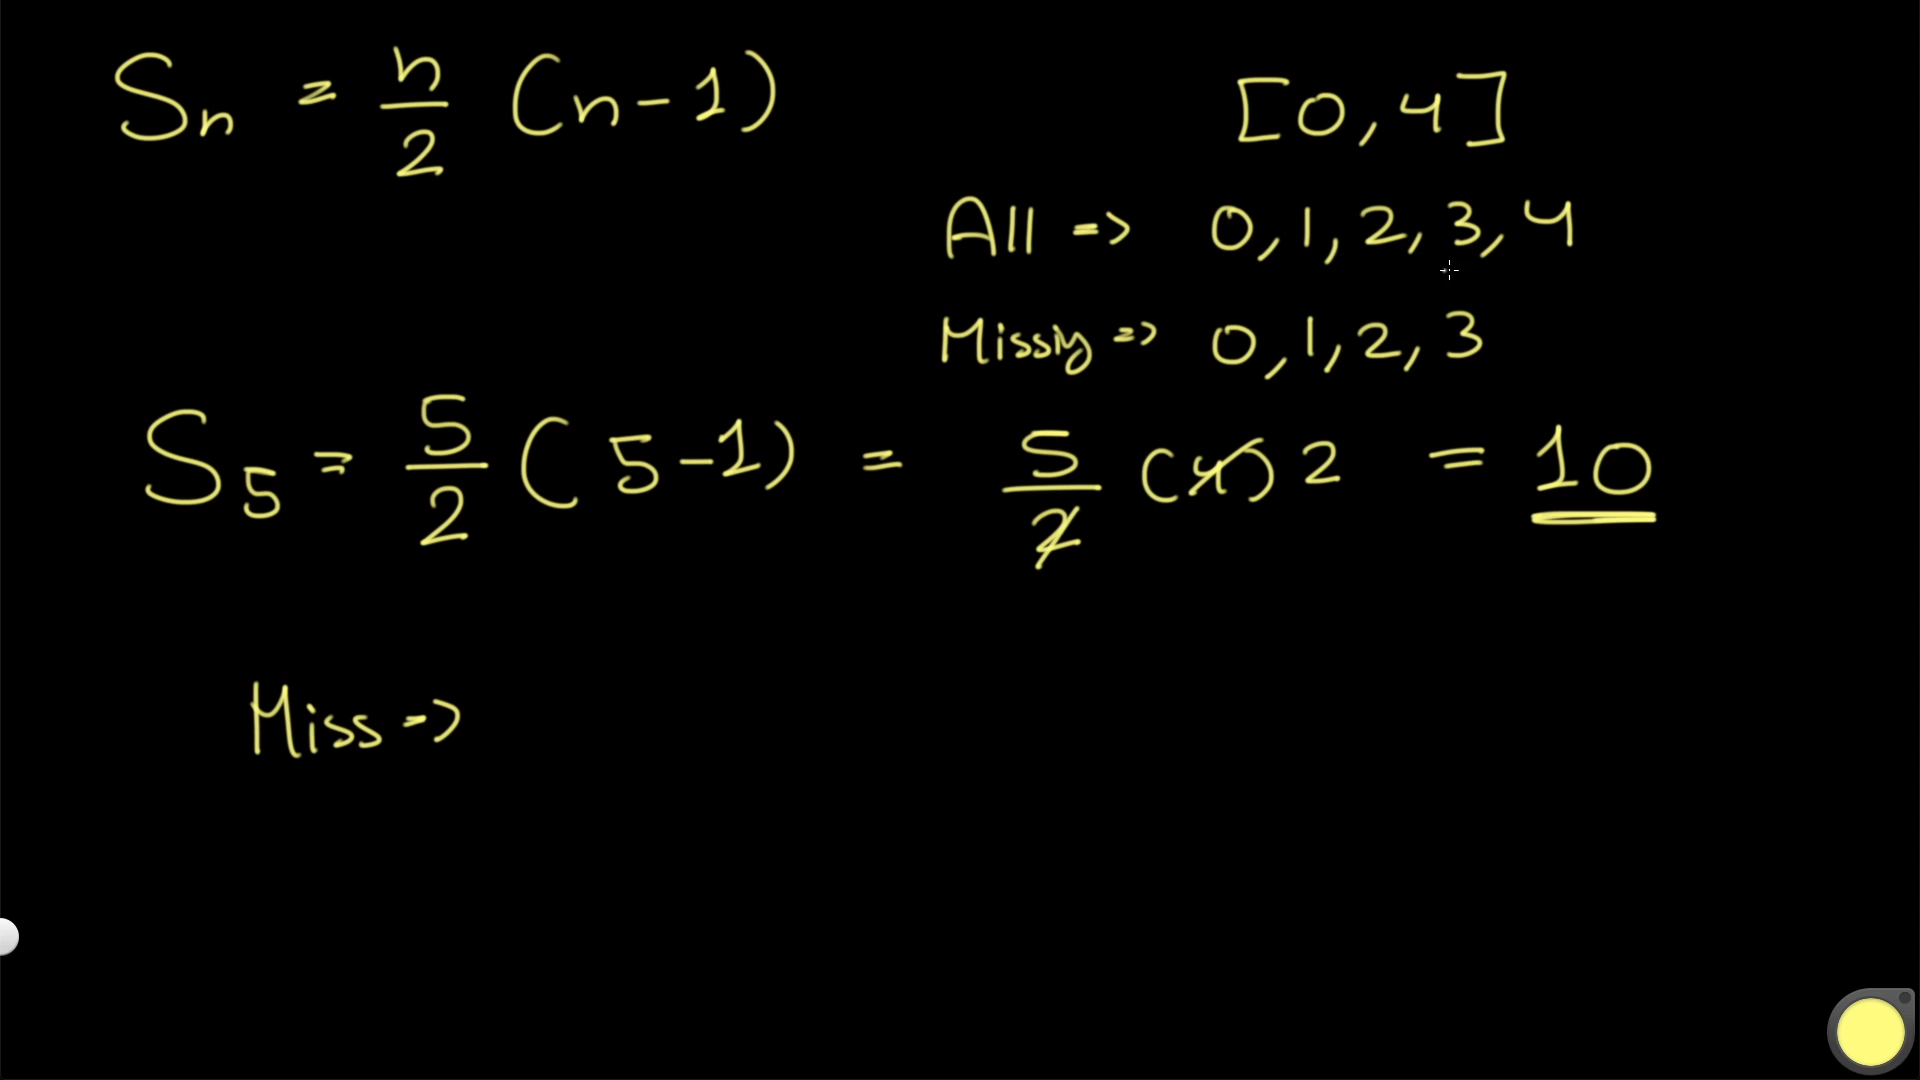 Sn = n/2 (n-1)
[0,4]
All => 0,1,2,3,4
Missiy => 0,1,2,3
S5 = 5/2 (5-1) = 5/2 (4) 2 = 10
Miss =>